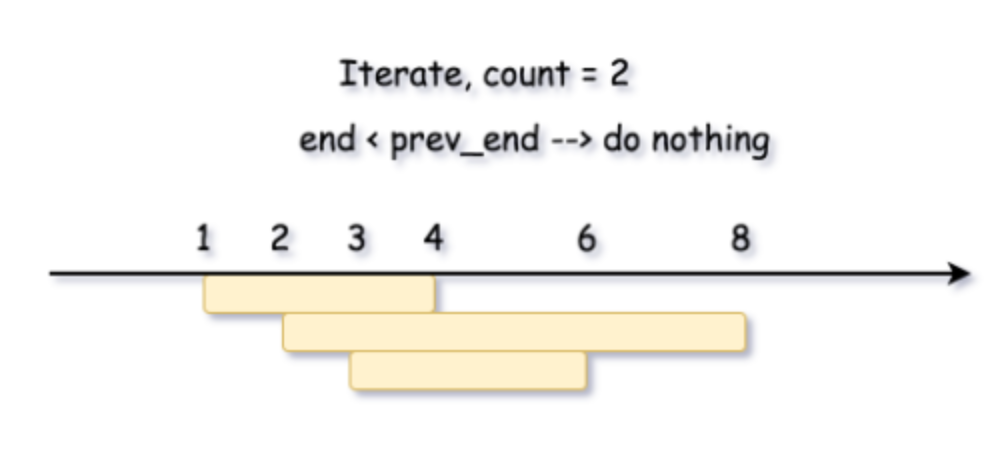 Iterate, count = 2
end < prev_end --> do nothing
1 2 3 4 6 8